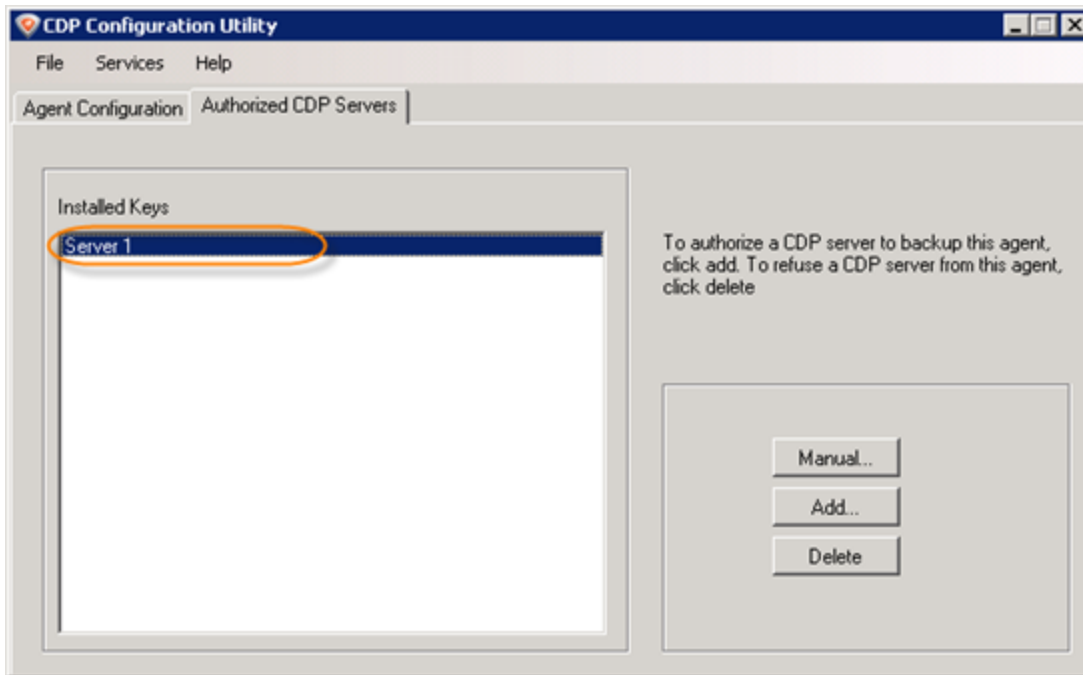 CDP Configuration Utility
File Services Help
Agent Configuration Authorized CDP Servers
Installed Keys
Server 1
To authorize a CDP server to backup this agent,
click add. To refuse a CDP server from this agent,
click delete
Manual...
Add...
Delete